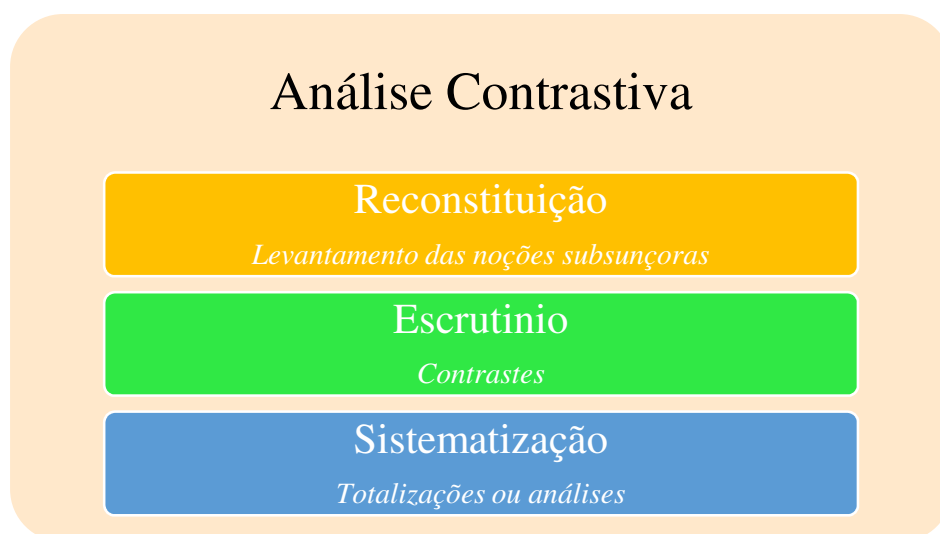 Análise Contrastiva
Reconstituição
Levantamento das noções subsunçoras
Escrutinio
Contrastes
Sistematização
Totalizações ou análises